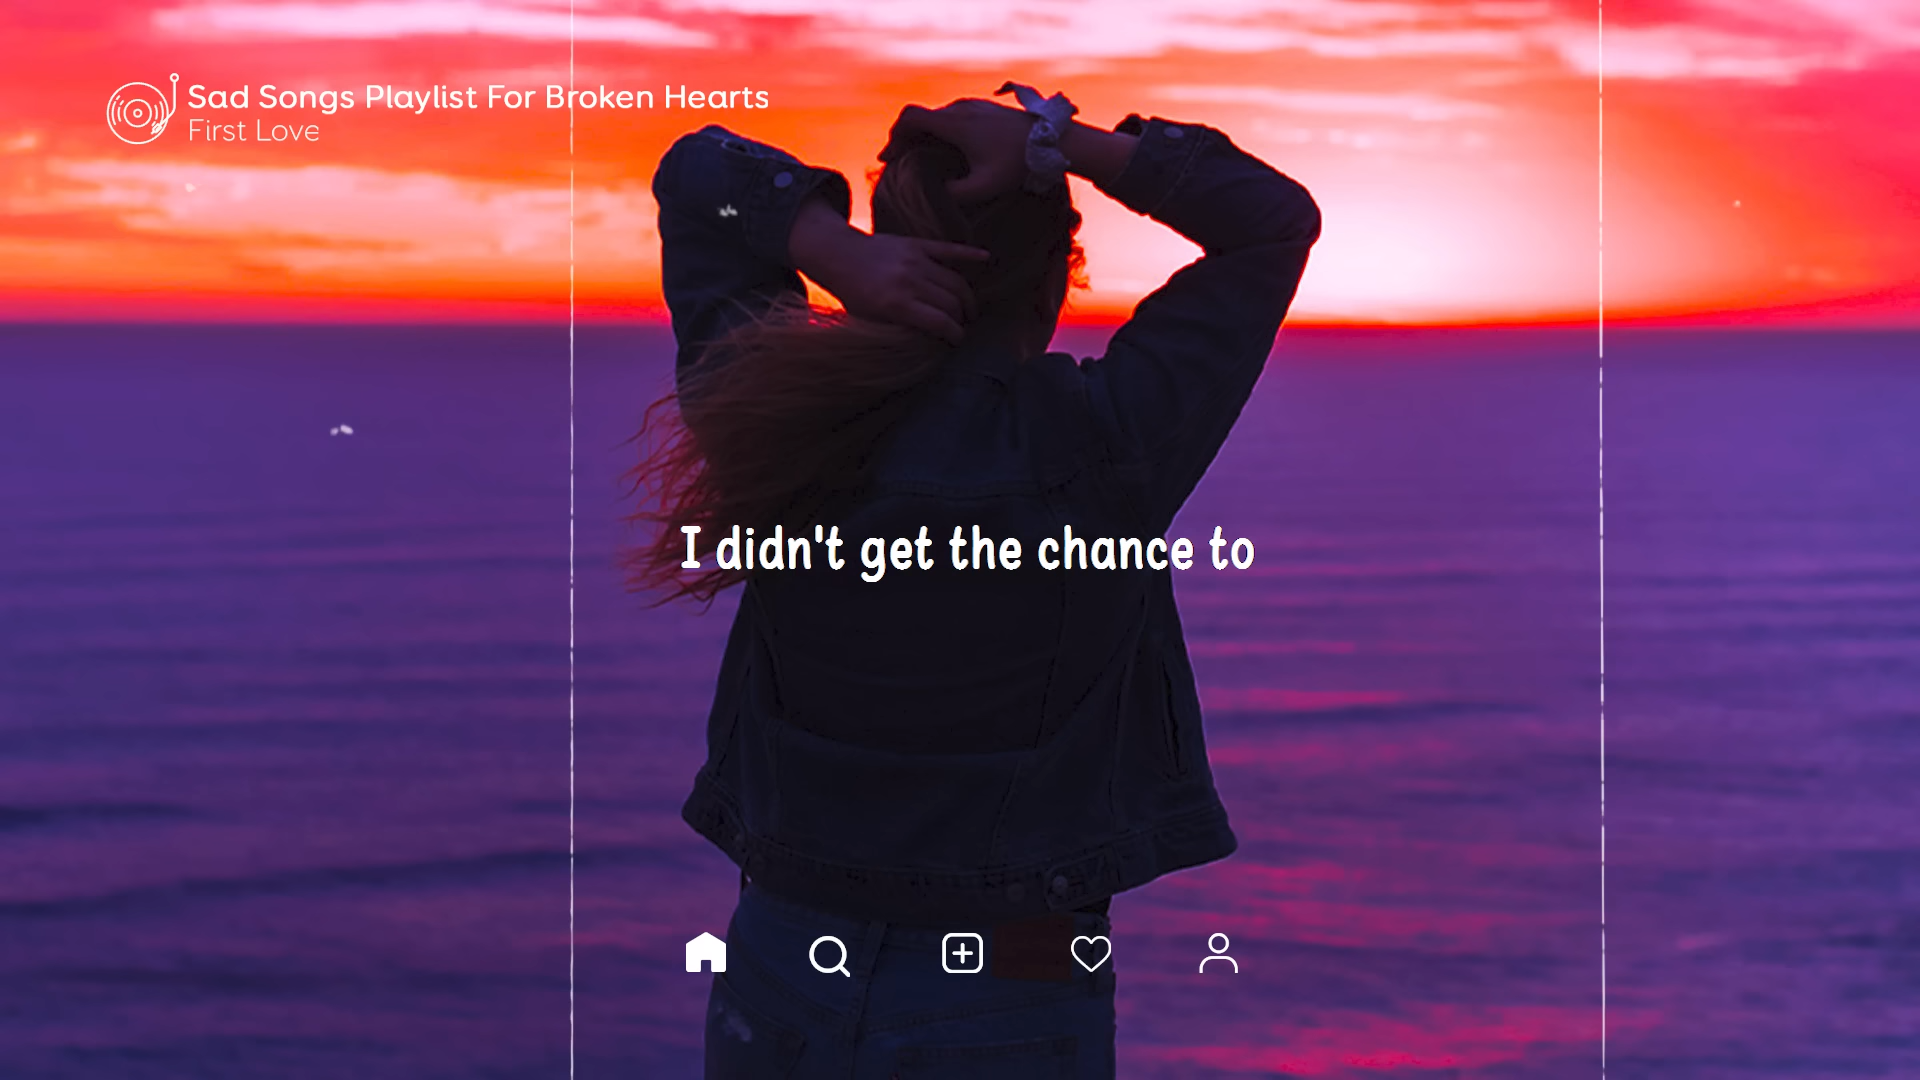 Sad Songs Playlist For Broken Hearts
First Love
I didn't get the chance to